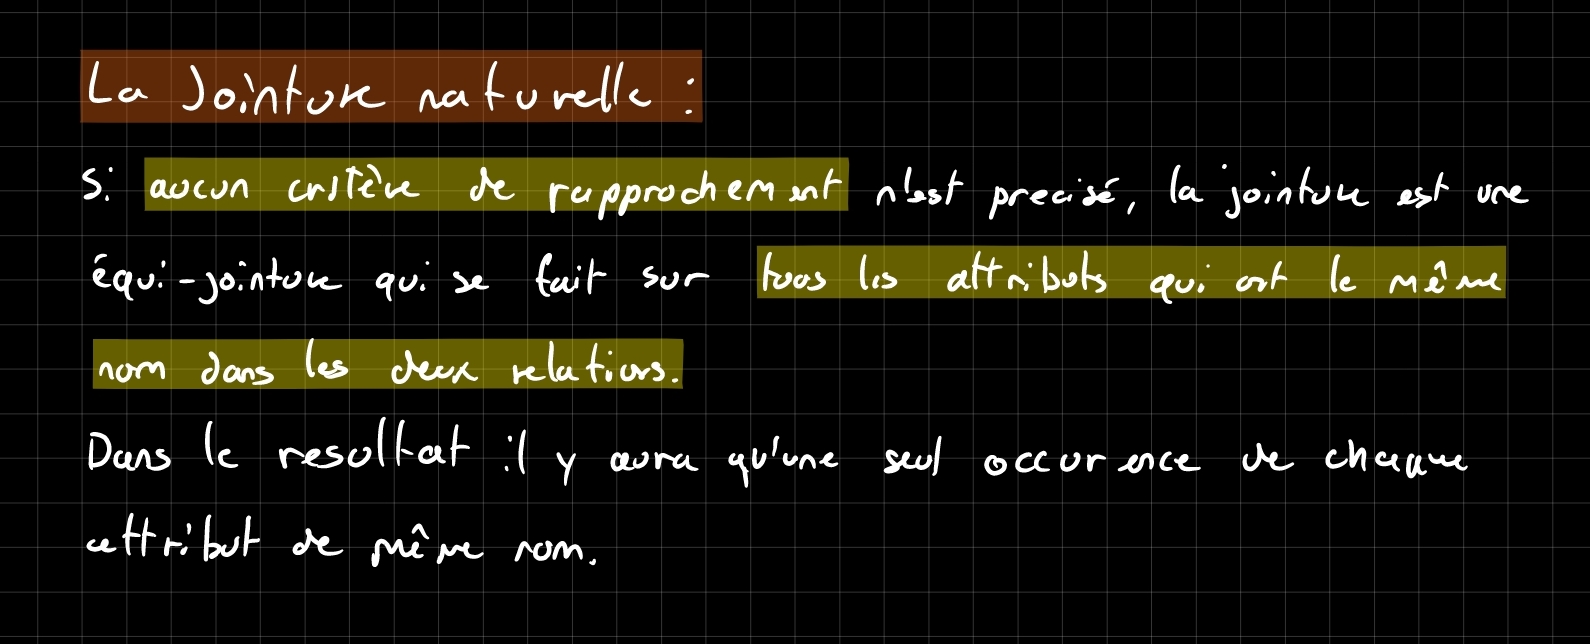 La Jointure naturelle :
Si aucun critère de rapprochement n'est precisé, la jointure est une
équi-jointure qui se fait sur tous les attributs qui ont le même
nom dans les deux relations.
Dans le resultat il y aura qu'une seul occurence de chaque
attribut de même nom.